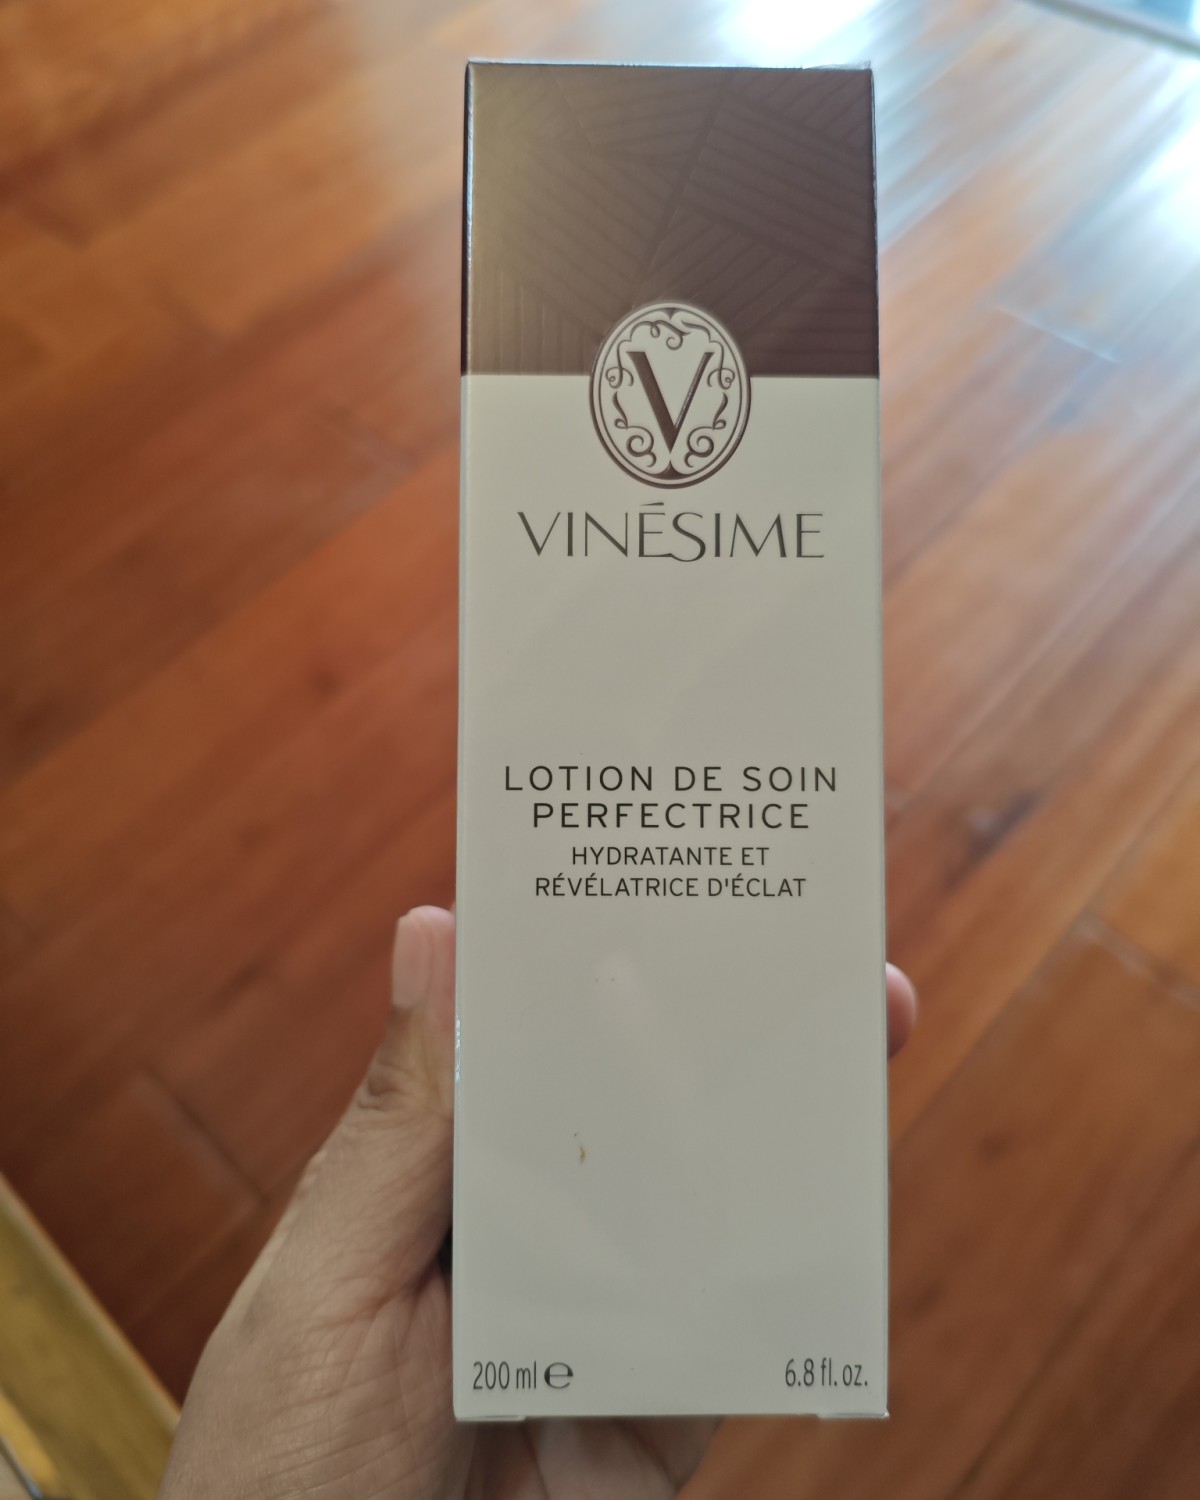 V
VINÉSIME
LOTION DE SOIN
PERFECTRICE
HYDRATANTE ET
RÉVÉLATRICE D'ÉCLAT
200 ml ℮ 6.8 fl. oz.